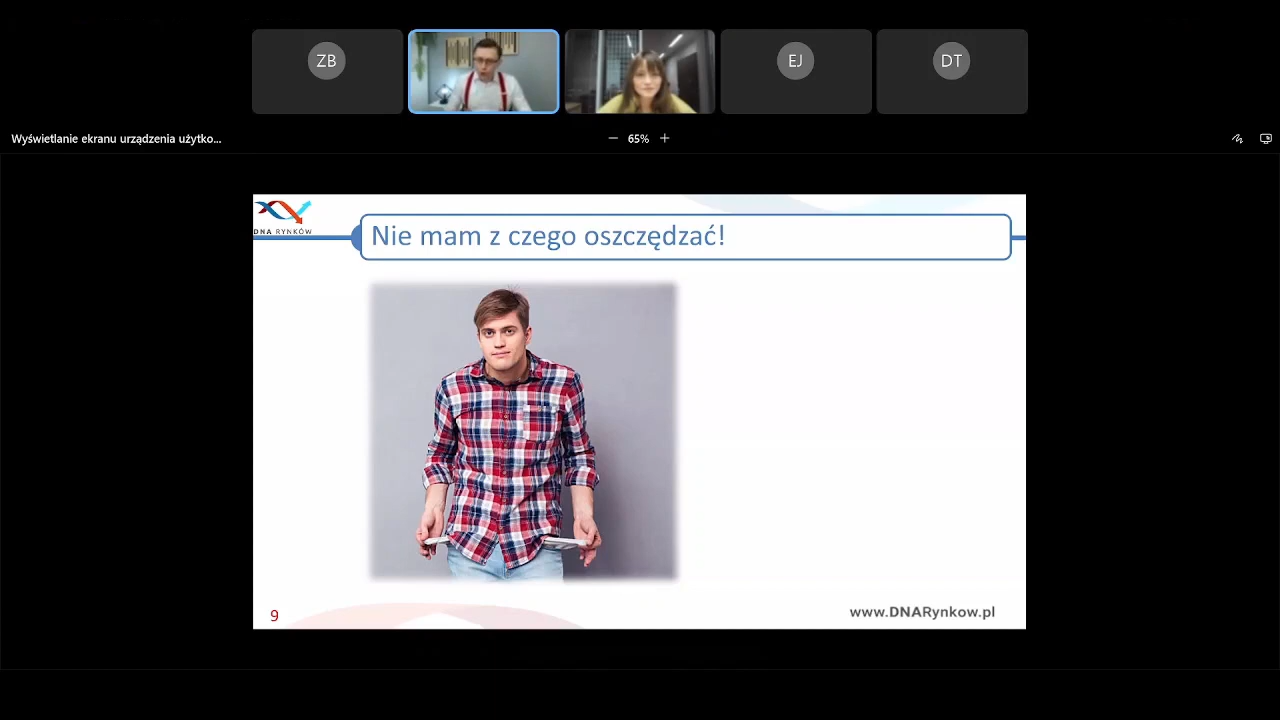 ZB
EJ
DT
Wyświetlanie ekranu urządzenia użytko...
65%
DNA RYNKÓW
Nie mam z czego oszczędzać!
9
www.DNARynkow.pl